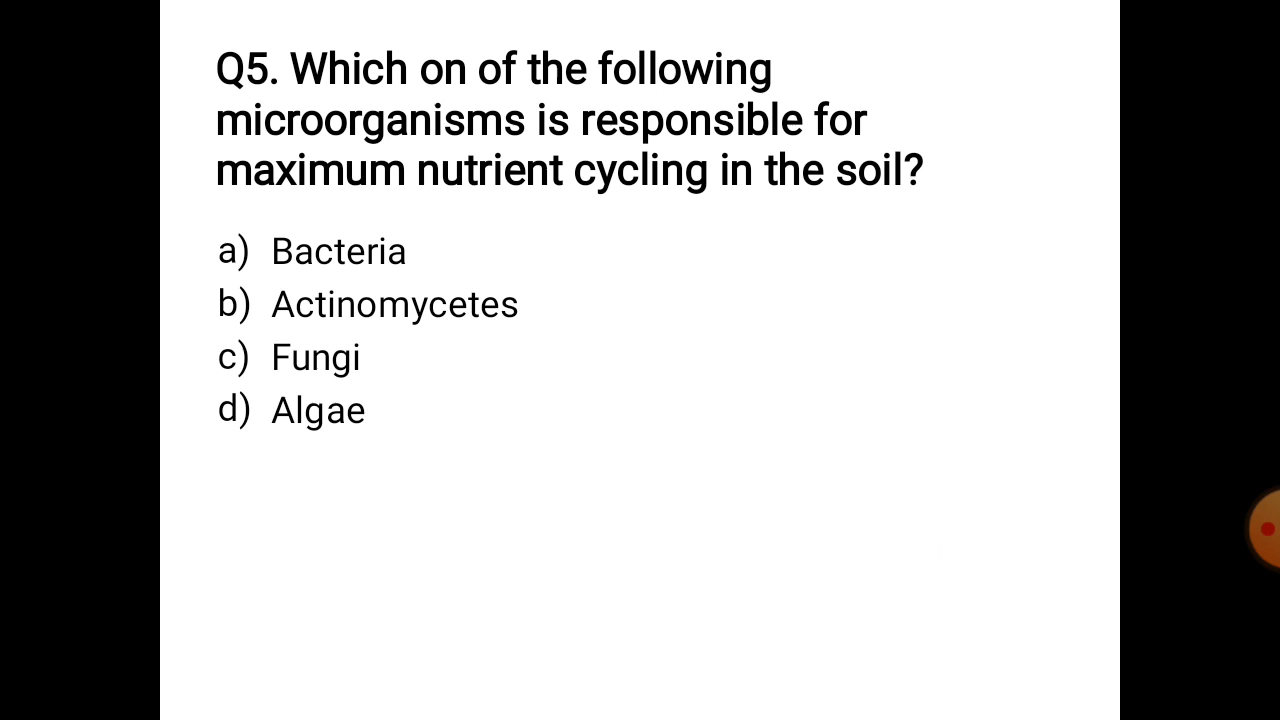 Q5. Which on of the following
microorganisms is responsible for
maximum nutrient cycling in the soil?
a) Bacteria
b) Actinomycetes
c) Fungi
d) Algae